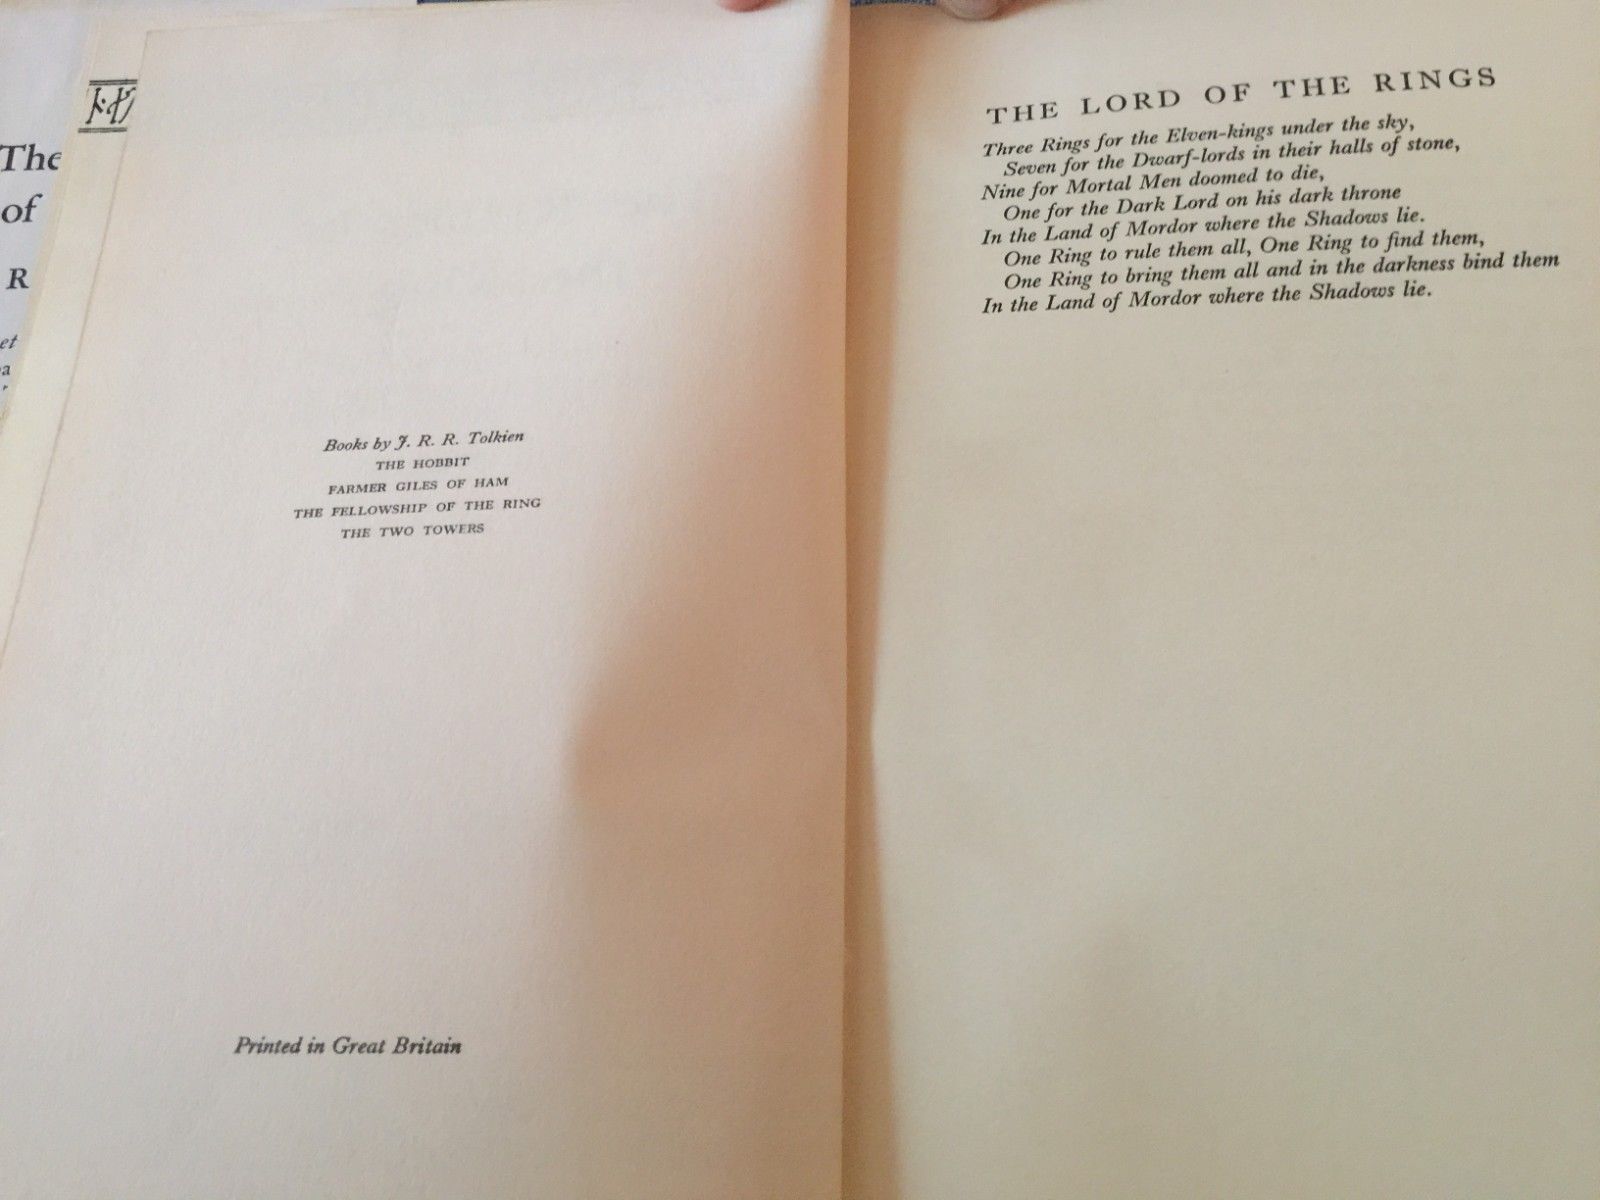 The
of
R
et
Books by J. R. R. Tolkien
THE HOBBIT
FARMER GILES OF HAM
THE FELLOWSHIP OF THE RING
THE TWO TOWERS
Printed in Great Britain
THE LORD OF THE RINGS
Three Rings for the Elven-kings under the sky,
Seven for the Dwarf-lords in their halls of stone,
Nine for Mortal Men doomed to die,
One for the Dark Lord on his dark throne
In the Land of Mordor where the Shadows lie.
One Ring to rule them all, One Ring to find them,
One Ring to bring them all and in the darkness bind them
In the Land of Mordor where the Shadows lie.